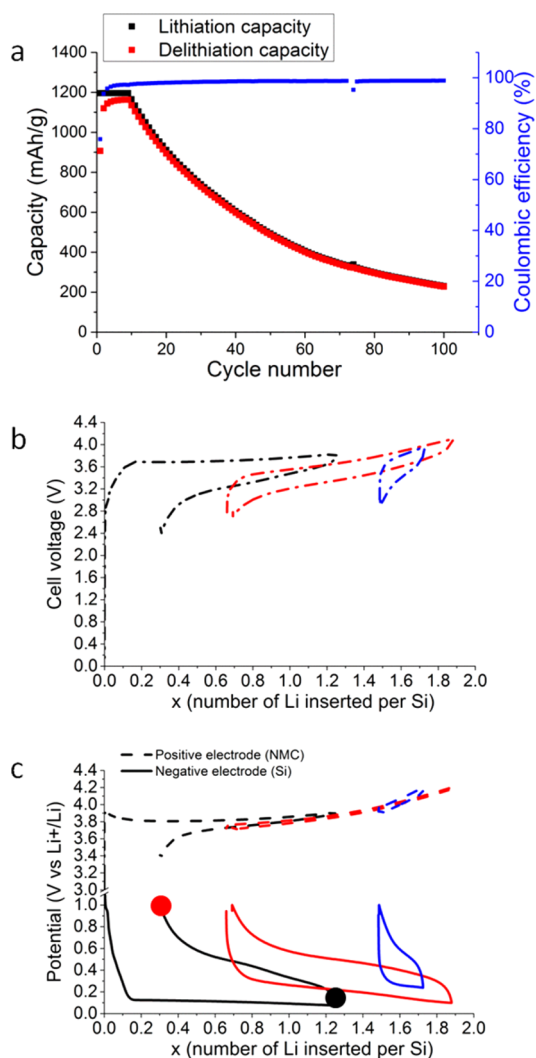 Lithiation capacity
Delithiation capacity
a
1400
1200
1000
800
600
400
200
0
Capacity (mAh/g)
100
80
60
40
20
0
Coulombic efficiency (%)
0 20 40 60 80 100
Cycle number
b
4.4
4.0
3.6
3.2
2.8
2.4
2.0
1.6
1.2
0.8
0.4
0.0
Cell voltage (V)
0.0 0.2 0.4 0.6 0.8 1.0 1.2 1.4 1.6 1.8 2.0
x (number of Li inserted per Si)
c
Positive electrode (NMC)
Negative electrode (Si)
4.4
4.2
4.0
3.8
3.6
3.4
3.2
3.0
1.0
0.8
0.6
0.4
0.2
0.0
Potential (V vs Li+/Li)
0.0 0.2 0.4 0.6 0.8 1.0 1.2 1.4 1.6 1.8 2.0
x (number of Li inserted per Si)